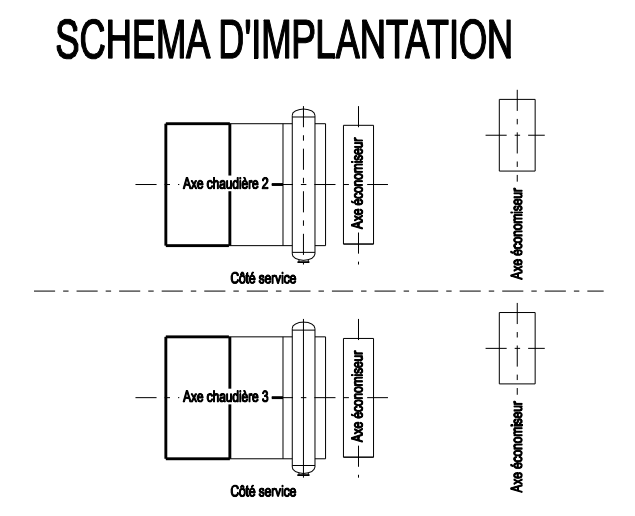 SCHEMA D'IMPLANTATION
Axe chaudière 2
Axe économiseur
Axe économiseur
Côté service
Axe chaudière 3
Axe économiseur
Axe économiseur
Côté service